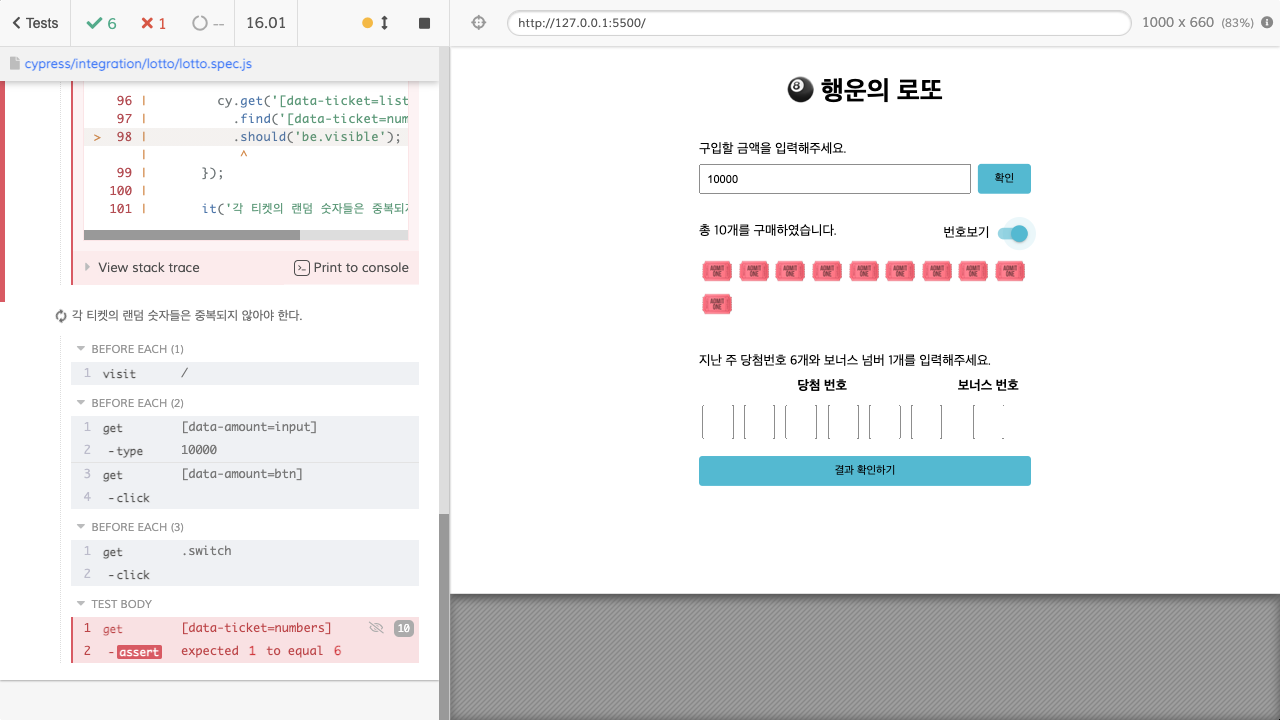 Tests
6
1
--
16.01
http://127.0.0.1:5500/
1000 x 660 (83%)
cypress/integration/lotto/lotto.spec.js
96 | cy.get('[data-ticket=list
97 | .find('[data-ticket=num
> 98 | .should('be.visible');
| ^
99 | });
100 |
101 | it('각 티켓의 랜덤 숫자들은 중복되지
View stack trace
Print to console
각 티켓의 랜덤 숫자들은 중복되지 않아야 한다.
BEFORE EACH (1)
1 visit /
BEFORE EACH (2)
1 get [data-amount=input]
2 -type 10000
3 get [data-amount=btn]
4 -click
BEFORE EACH (3)
1 get .switch
2 -click
TEST BODY
1 get [data-ticket=numbers] 10
2 -assert expected 1 to equal 6
8 행운의 로또
구입할 금액을 입력해주세요.
10000 확인
총 10개를 구매하였습니다. 번호보기
ADMIT ONE ADMIT ONE ADMIT ONE ADMIT ONE ADMIT ONE ADMIT ONE ADMIT ONE ADMIT ONE ADMIT ONE
ADMIT ONE
지난 주 당첨번호 6개와 보너스 넘버 1개를 입력해주세요.
당첨 번호 보너스 번호
결과 확인하기